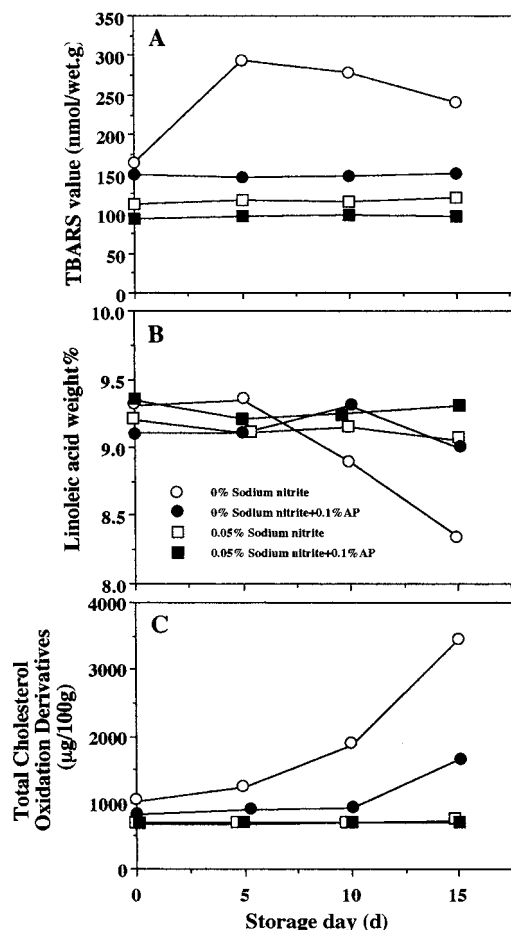 A
TBARS value (nmol/wet.g)
350
300
250
200
150
100
50
0
B
Linoleic acid weight%
10.0
9.5
9.0
8.5
8.0
0% Sodium nitrite
0% Sodium nitrite+0.1%AP
0.05% Sodium nitrite
0.05% Sodium nitrite+0.1%AP
C
Total Cholesterol
Oxidation Derivatives
(µg/100g)
4000
3000
2000
1000
0
0 5 10 15
Storage day (d)